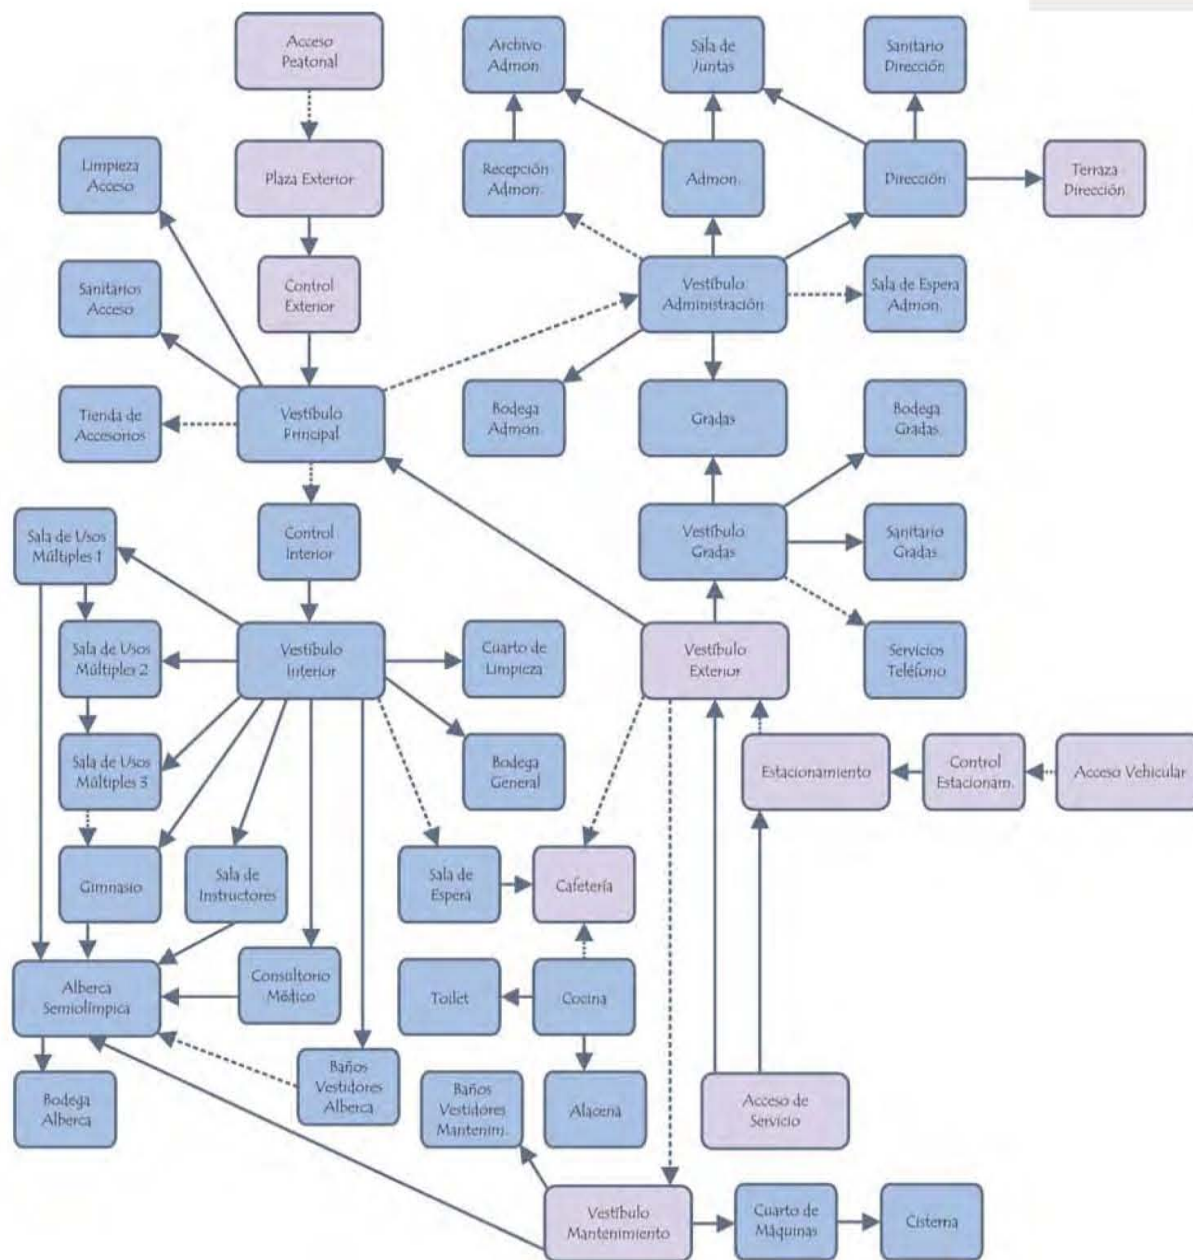 Acceso
Peatonal
Archivo
Admon.
Sala de
Juntas
Sanitario
Dirección
Limpieza
Acceso
Plaza Exterior
Recepción
Admon.
Admon.
Dirección
Terraza
Dirección
Sanitarios
Acceso
Control
Exterior
Vestíbulo
Administración
Sala de Espera
Admon.
Tienda de
Accesorios
Vestíbulo
Principal
Bodega
Admon.
Gradas
Bodega
Gradas
Sala de Usos
Múltiples 1
Control
Interior
Vestíbulo
Gradas
Sanitario
Gradas
Sala de Usos
Múltiples 2
Vestíbulo
Interior
Cuarto de
Limpieza
Vestíbulo
Exterior
Servicios
Teléfono
Sala de Usos
Múltiples 3
Bodega
General
Estacionamiento
Control
Estacionam.
Acceso Vehicular
Gimnasio
Sala de
Instructores
Sala de
Espera
Cafetería
Alberca
Semiolímpica
Consultorio
Médico
Toilet
Cocina
Bodega
Alberca
Baños
Vestidores
Alberca
Baños
Vestidores
Mantenim.
Alacena
Acceso de
Servicio
Vestíbulo
Mantenimiento
Cuarto de
Máquinas
Cisterna